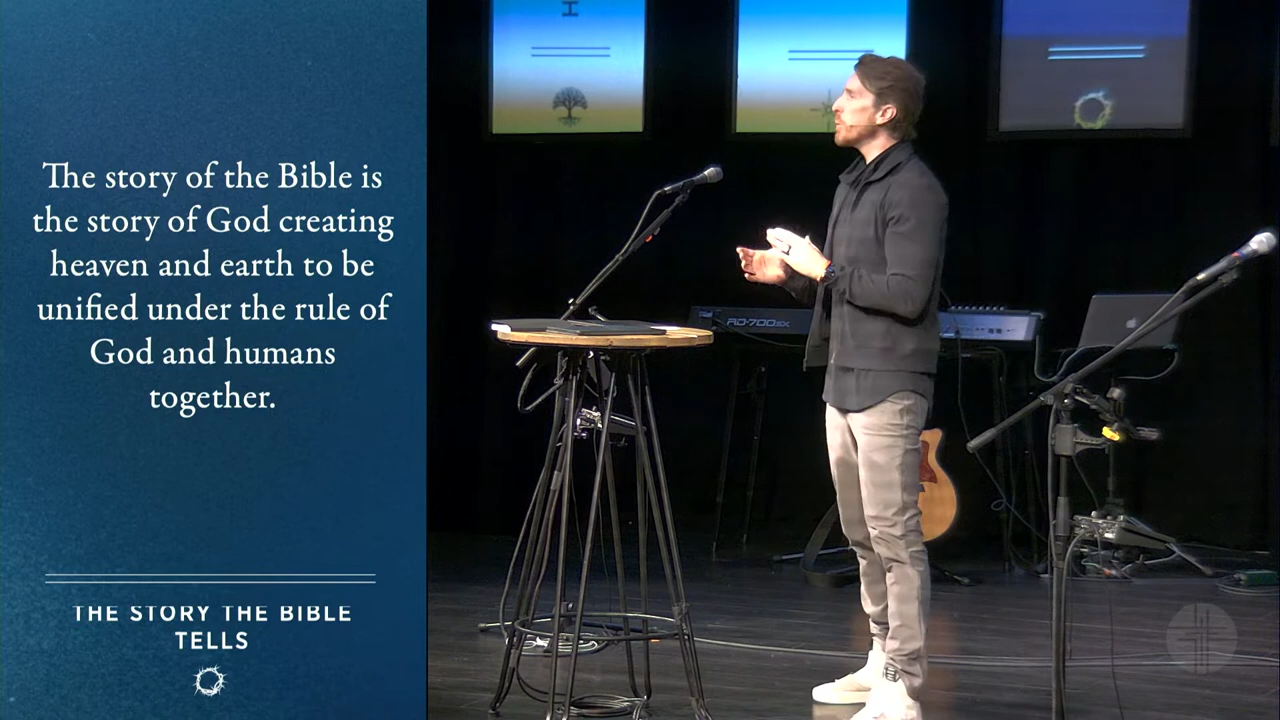 The story of the Bible is
the story of God creating
heaven and earth to be
unified under the rule of
God and humans
together.
THE STORY THE BIBLE
TELLS
RD-700SX